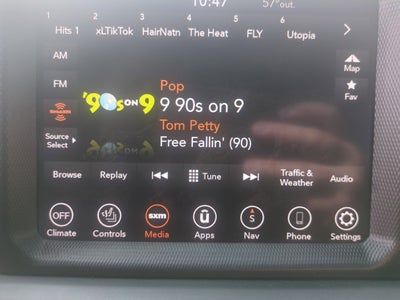 10:47 57°out.
1 2 3 4 5 6
Hits 1 xLTikTok HairNatn The Heat FLY Utopia
AM
Map
FM
Pop
'90s ON 9
9 90s on 9
Fav
SiriusXM
Tom Petty
Source Select
Free Fallin' (90)
Browse Replay Tune Traffic & Weather Audio
OFF sxm ū S
Climate Controls Media Apps Nav Phone Settings